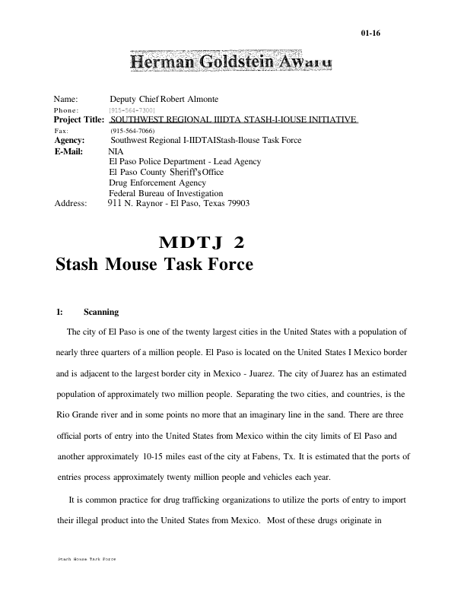 01-16
Herman Goldstein Award
Name: Deputy Chief Robert Almonte
Phone: (915-564-7300)
Project Title: SOUTHWEST REGIONAL IIIDTA STASH-I-IOUSE INITIATIVE
Fax: (915-564-7066)
Agency: Southwest Regional I-IIDTAIStash-Ilouse Task Force
E-Mail: NIA
El Paso Police Department - Lead Agency
El Paso County Sheriff's Office
Drug Enforcement Agency
Federal Bureau of Investigation
Address: 911 N. Raynor - El Paso, Texas 79903
MDTJ 2
Stash Mouse Task Force
1: Scanning
The city of El Paso is one of the twenty largest cities in the United States with a population of
nearly three quarters of a million people. El Paso is located on the United States I Mexico border
and is adjacent to the largest border city in Mexico - Juarez. The city of Juarez has an estimated
population of approximately two million people. Separating the two cities, and countries, is the
Rio Grande river and in some points no more that an imaginary line in the sand. There are three
official ports of entry into the United States from Mexico within the city limits of El Paso and
another approximately 10-15 miles east of the city at Fabens, Tx. It is estimated that the ports of
entries process approximately twenty million people and vehicles each year.
It is common practice for drug trafficking organizations to utilize the ports of entry to import
their illegal product into the United States from Mexico. Most of these drugs originate in
Stash House Task Force